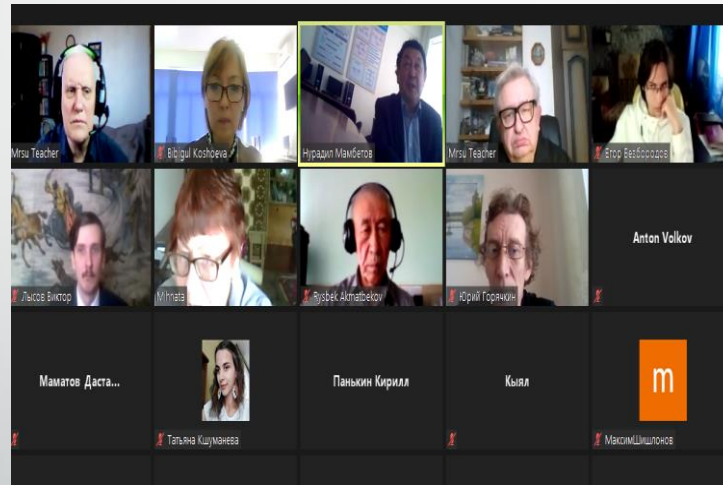 Mrsu Teacher
Bibigul Koshoeva
Нурадил Мамбетов
Mrsu Teacher
Егор Безбородов
Лысов Виктор
Mihnata
Rysbek Akmatbekov
Юрий Горячкин
Anton Volkov
Маматов Даста...
Татьяна Кшуманева
Панькин Кирилл
Кыял
m
МаксимШишлонов